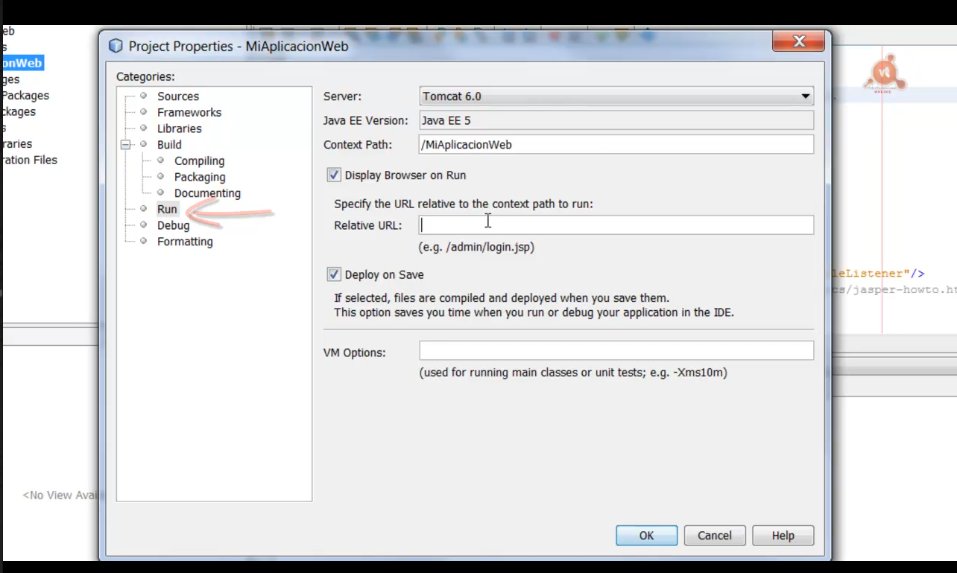 Project Properties - MiAplicacionWeb
Categories:
Sources
Frameworks
Libraries
Build
Compiling
Packaging
Documenting
Run
Debug
Formatting
Server: Tomcat 6.0
Java EE Version: Java EE 5
Context Path: /MiAplicacionWeb
Display Browser on Run
Specify the URL relative to the context path to run:
Relative URL:
(e.g. /admin/login.jsp)
Deploy on Save
If selected, files are compiled and deployed when you save them.
This option saves you time when you run or debug your application in the IDE.
VM Options:
(used for running main classes or unit tests; e.g. -Xms10m)
OK Cancel Help
eb
s
onWeb
ges
Packages
ckages
s
raries
ration Files
<No View Avai
leListener"/>
cs/jasper-howto.ht